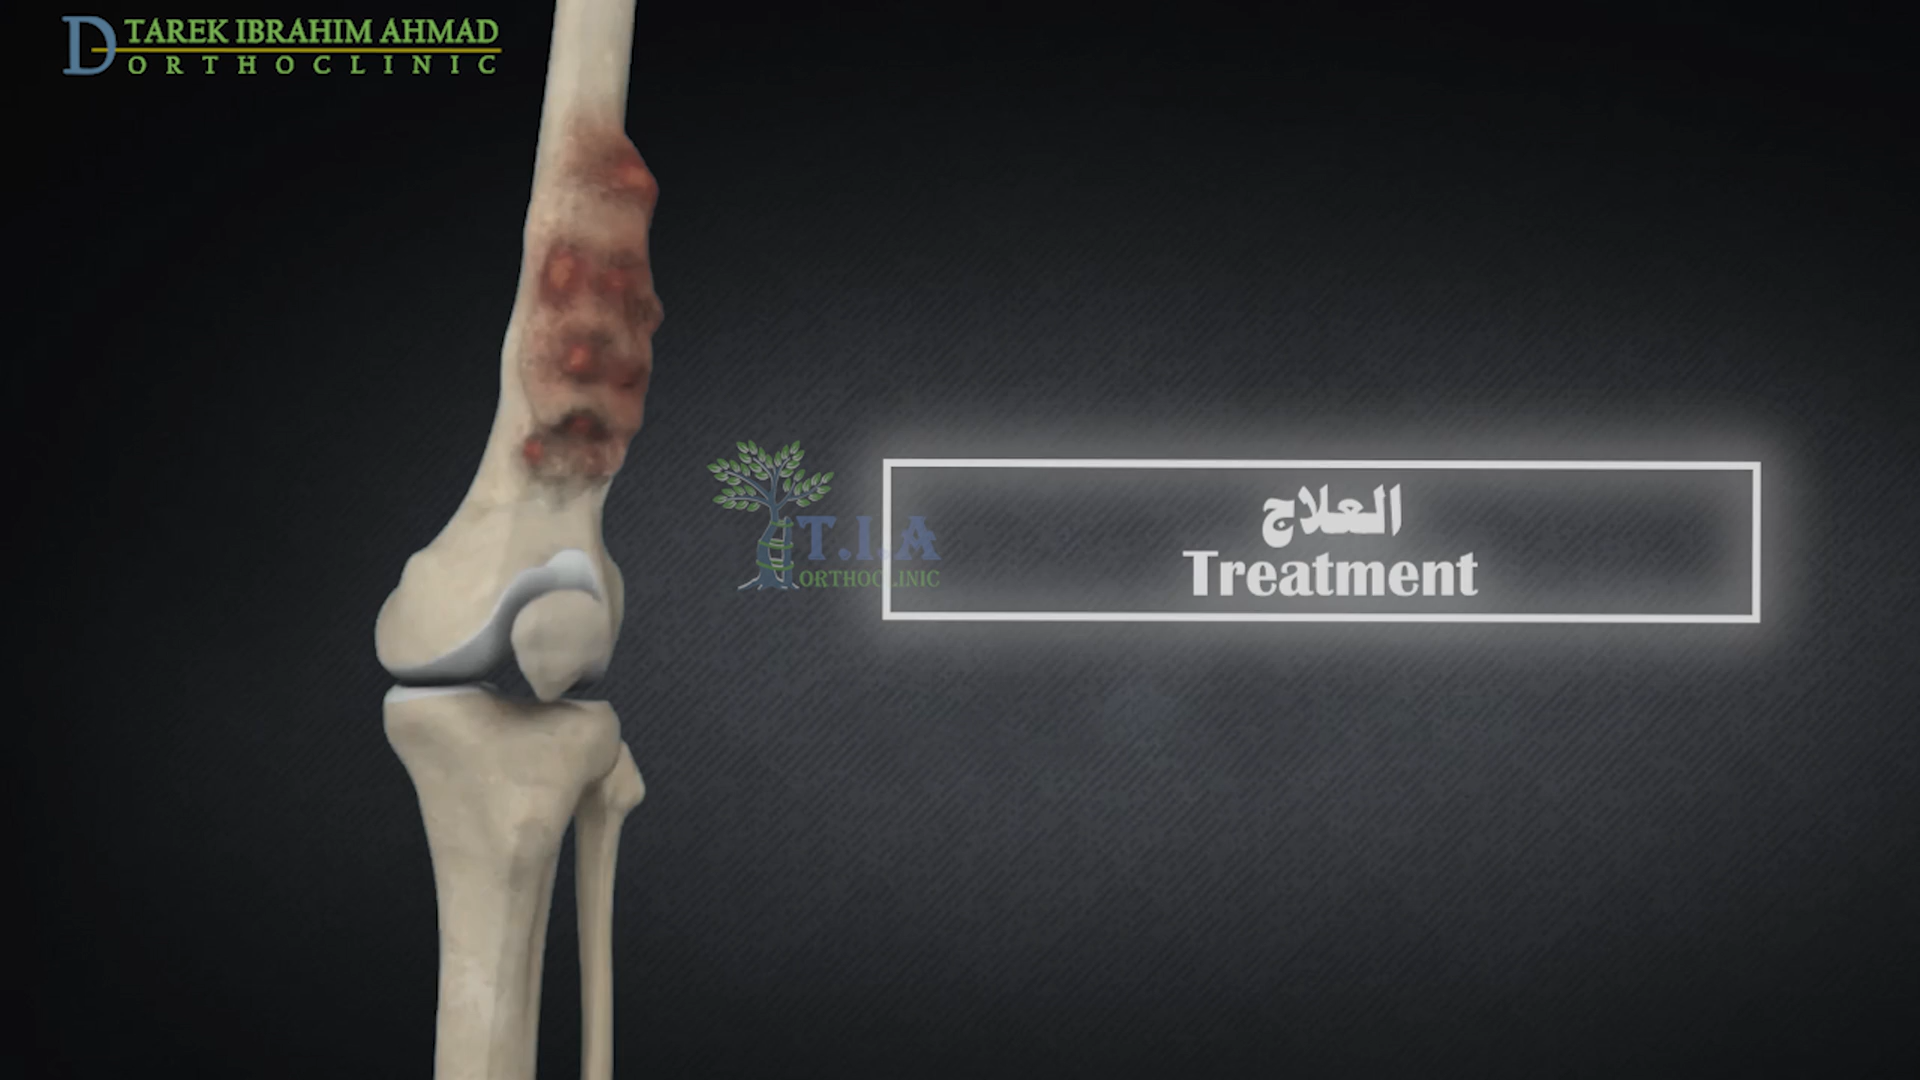 D TAREK IBRAHIM AHMAD
ORTHOCLINIC
T.I.A
ORTHOCLINIC
العلاج
Treatment